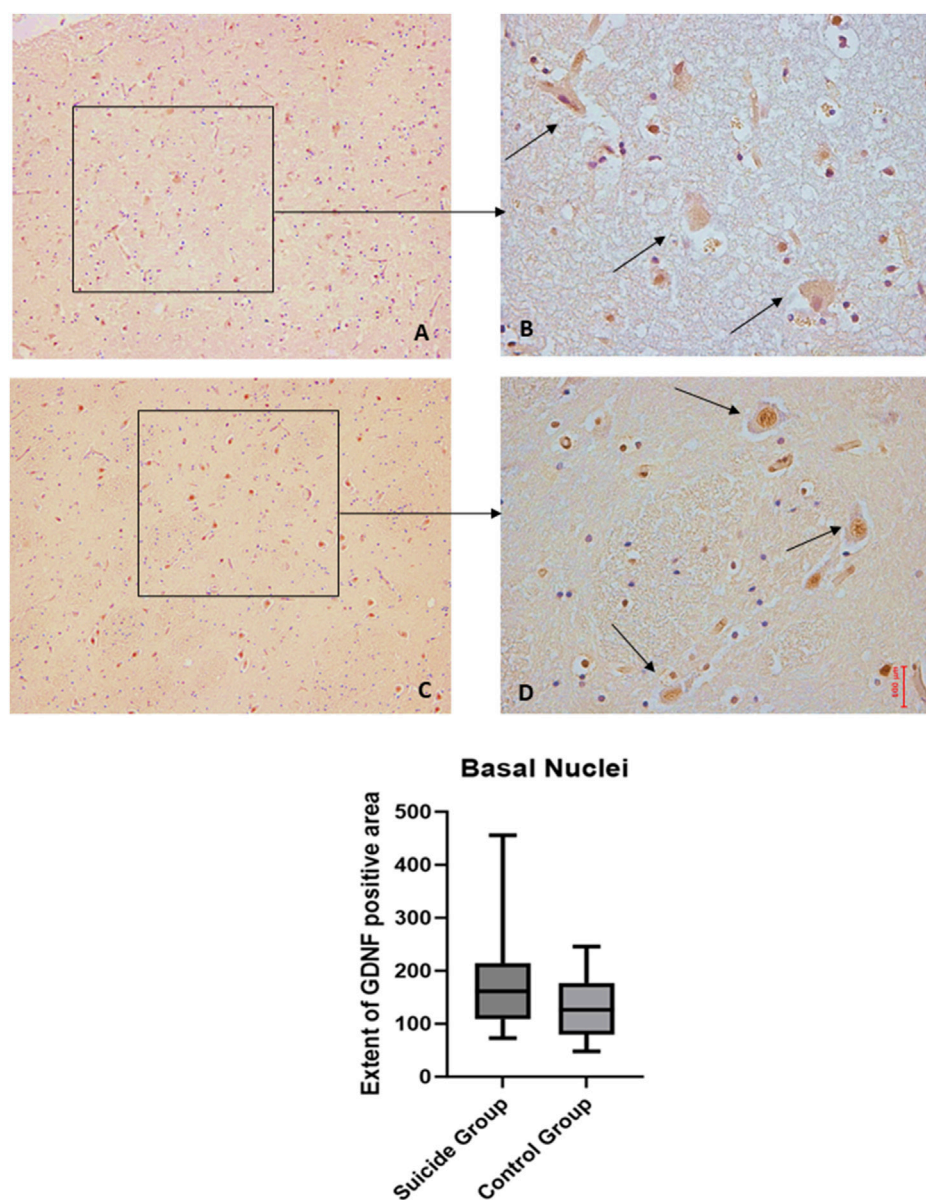 A
B
C
D
Basal Nuclei
Extent of GDNF positive area
500
400
300
200
100
0
Suicide Group
Control Group